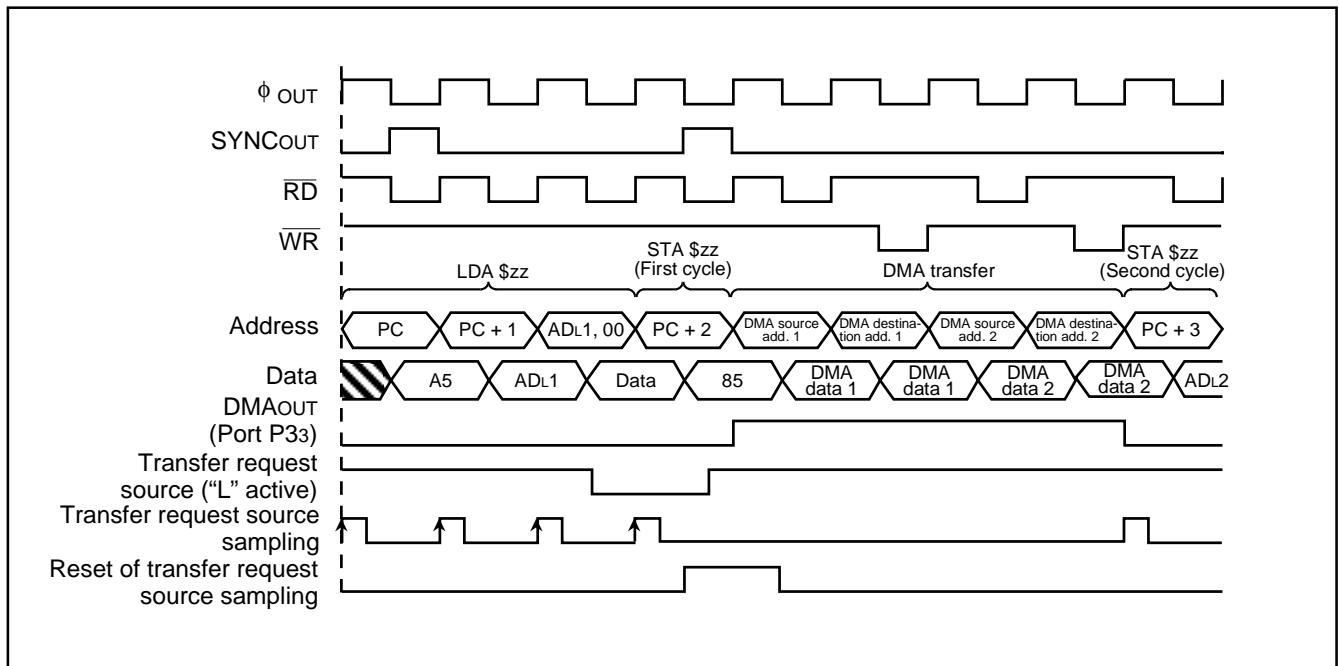 ϕ OUT
SYNCOUT
RD
WR
LDA $zz
STA $zz
(First cycle)
DMA transfer
STA $zz
(Second cycle)
Address
PC
PC + 1
ADL1, 00
PC + 2
DMA source
add. 1
DMA destina-
tion add. 1
DMA source
add. 2
DMA destina-
tion add. 2
PC + 3
Data
A5
ADL1
Data
85
DMA
data 1
DMA
data 1
DMA
data 2
DMA
data 2
ADL2
DMAOUT
(Port P33)
Transfer request
source (“L” active)
Transfer request source
sampling
Reset of transfer request
source sampling